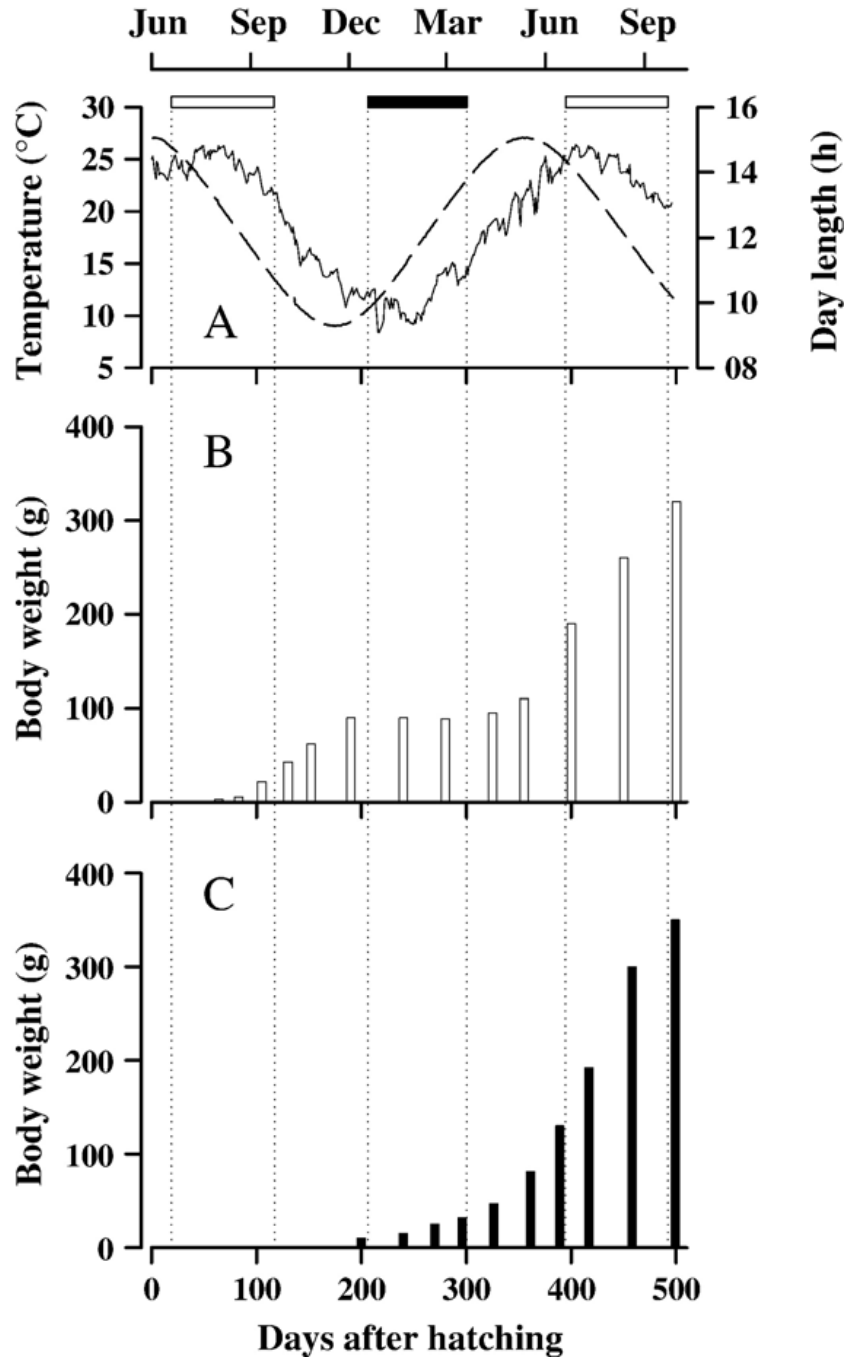 Jun Sep Dec Mar Jun Sep
Temperature (°C)
30
25
20
15
10
5
A
16
14
12
10
08
Day length (h)
Body weight (g)
400
300
200
100
0
B
Body weight (g)
400
300
200
100
0
C
0 100 200 300 400 500
Days after hatching